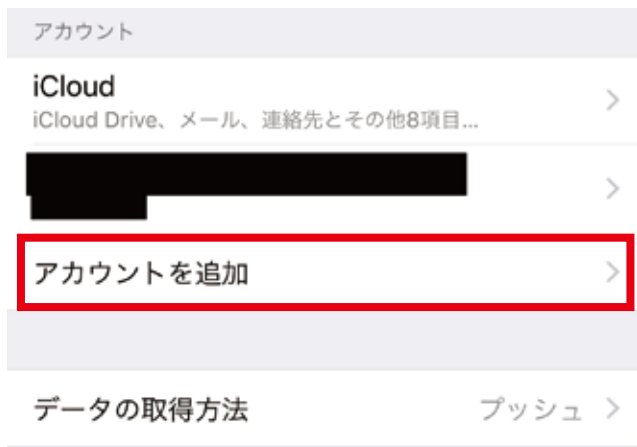 アカウント
iCloud
iCloud Drive、メール、連絡先とその他8項目...
アカウントを追加
データの取得方法 プッシュ